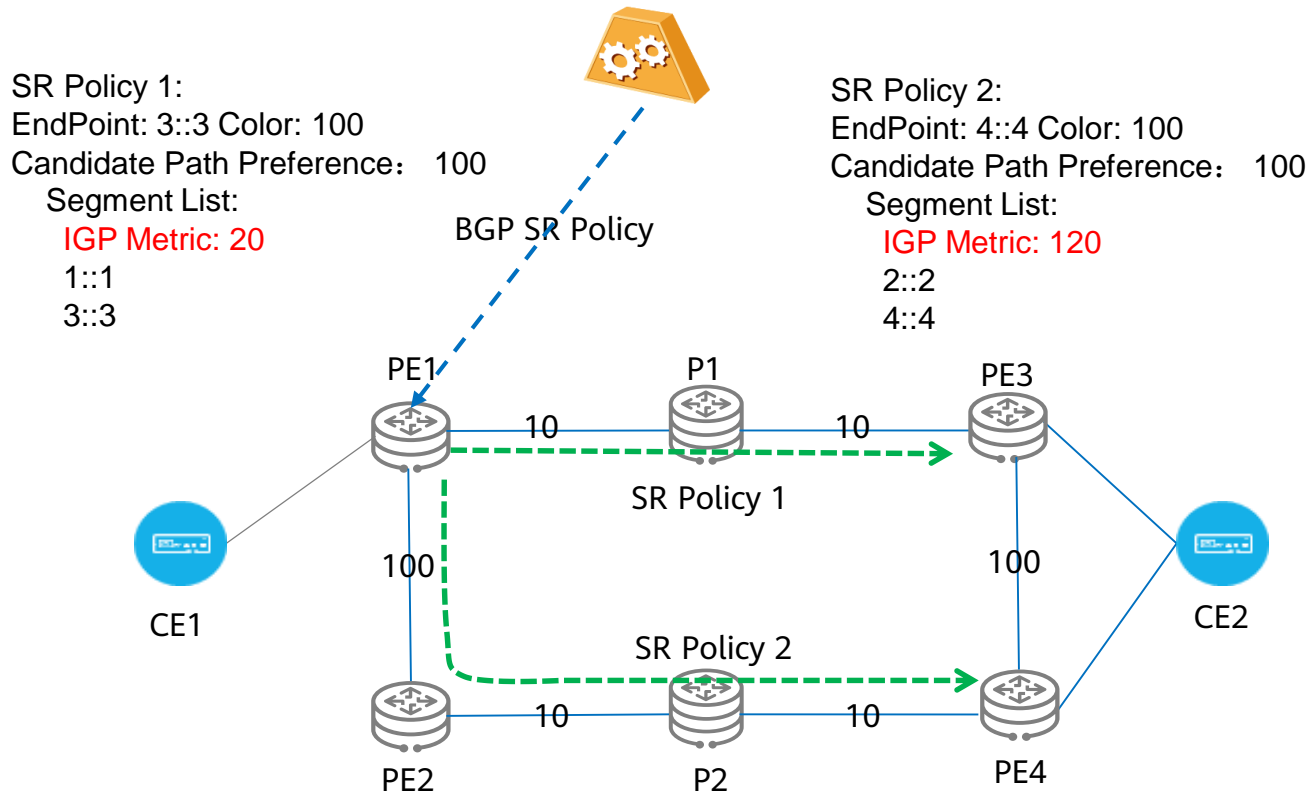 SR Policy 1:
EndPoint: 3::3 Color: 100
Candidate Path Preference： 100
Segment List:
IGP Metric: 20
1::1
3::3
SR Policy 2:
EndPoint: 4::4 Color: 100
Candidate Path Preference： 100
Segment List:
IGP Metric: 120
2::2
4::4
BGP SR Policy
PE1
P1
PE3
10
10
SR Policy 1
100
100
CE1
CE2
SR Policy 2
10
10
PE2
P2
PE4